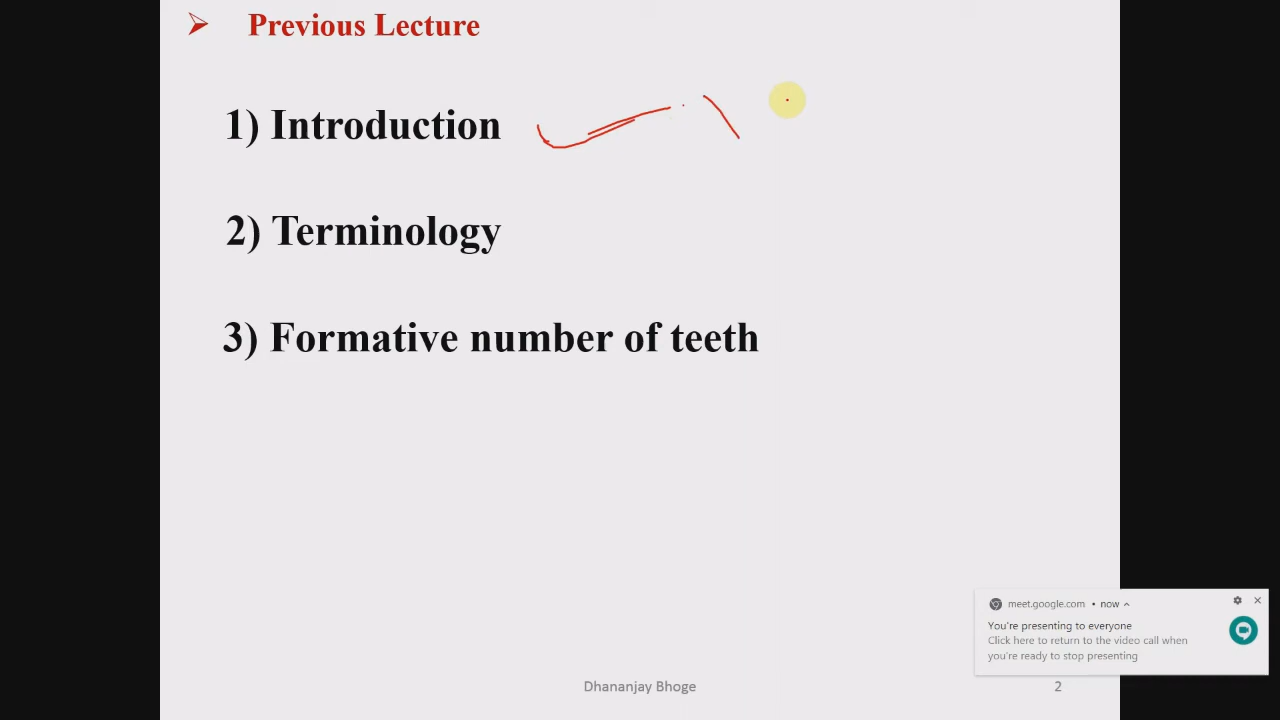 Previous Lecture
1) Introduction
2) Terminology
3) Formative number of teeth
meet.google.com • now
You're presenting to everyone
Click here to return to the video call when
you're ready to stop presenting
Dhananjay Bhoge
2